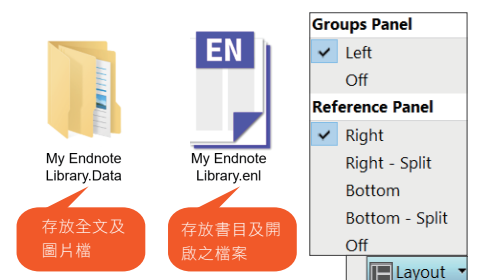 My Endnote
Library.Data
存放全文及
圖片檔
EN
My Endnote
Library.enl
存放書目及開
啟之檔案
Groups Panel
Left
Off
Reference Panel
Right
Right - Split
Bottom
Bottom - Split
Off
Layout